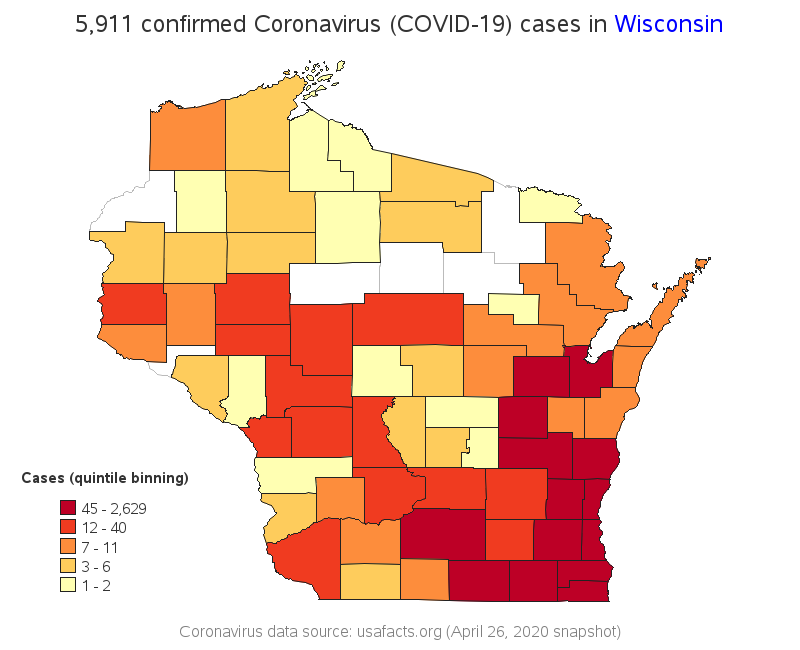 5,911 confirmed Coronavirus (COVID-19) cases in Wisconsin
Cases (quintile binning)
45 - 2,629
12 - 40
7 - 11
3 - 6
1 - 2
Coronavirus data source: usafacts.org (April 26, 2020 snapshot)